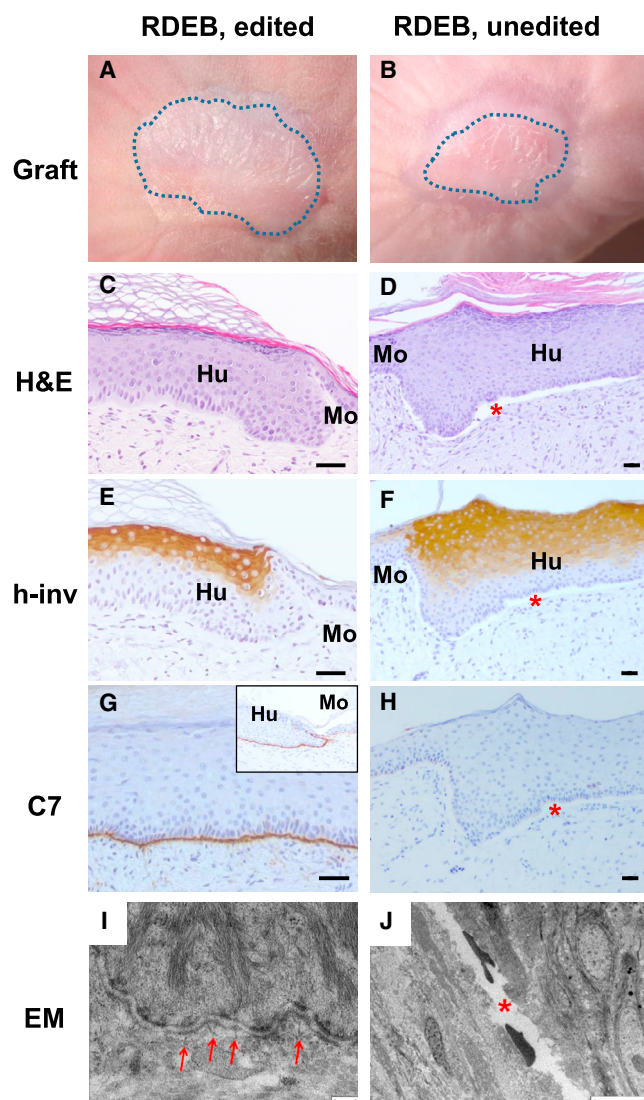 RDEB, edited RDEB, unedited
A B
Graft
C D
Hu Mo Mo Hu
H&E
*
E F
Hu Mo Mo Hu
h-inv
*
G H
Hu Mo
C7
*
I J
EM
*